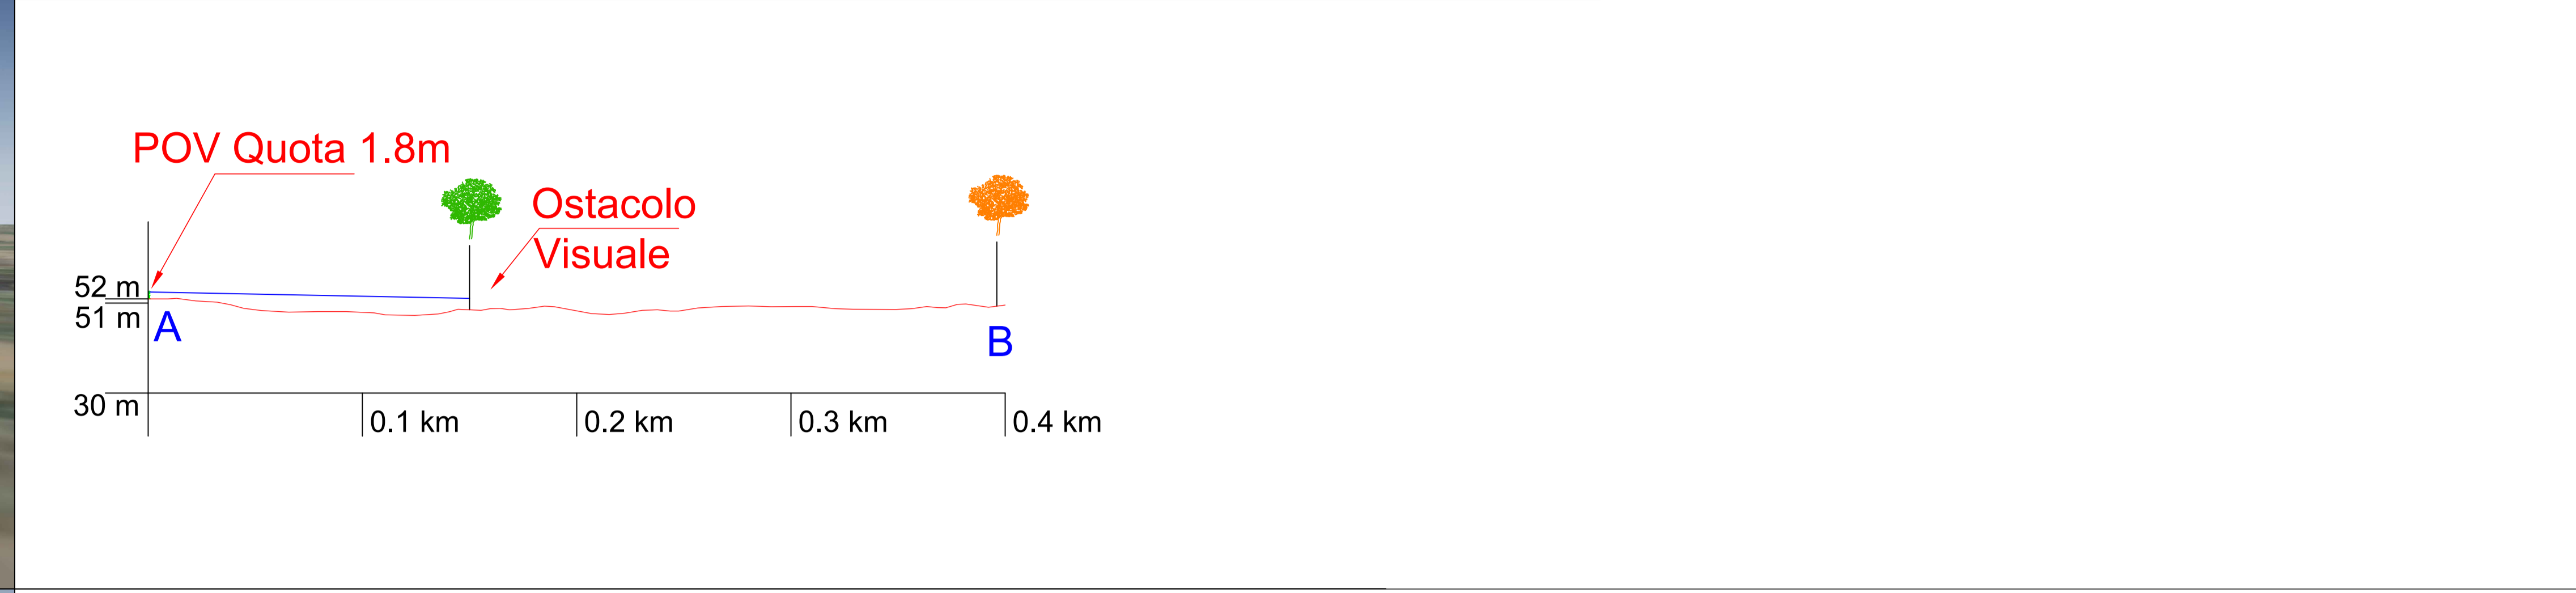 POV Quota 1.8m
Ostacolo
Visuale
52 m
51 m
A
B
30 m
0.1 km
0.2 km
0.3 km
0.4 km